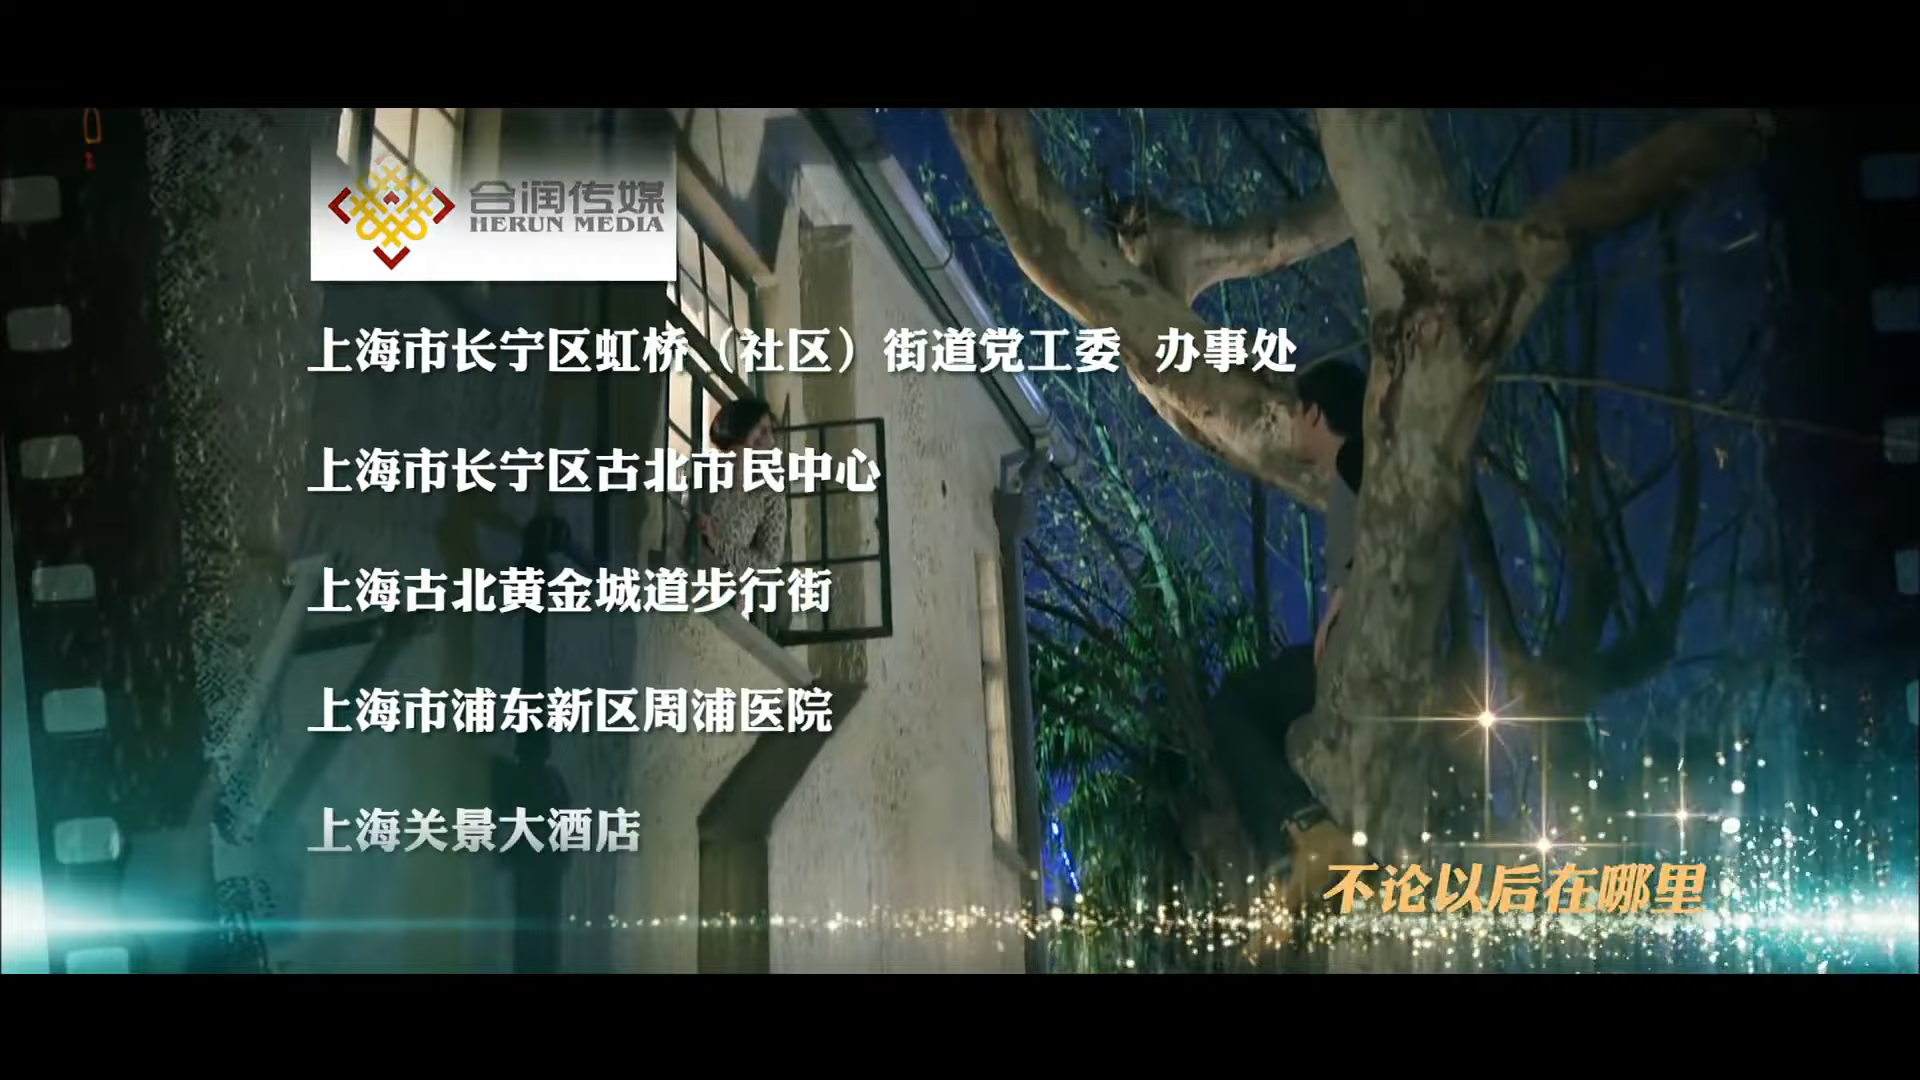 合润传媒
HERUN MEDIA
上海市长宁区虹桥（社区）街道党工委 办事处
上海市长宁区古北市民中心
上海古北黄金城道步行街
上海市浦东新区周浦医院
上海关景大酒店
不论以后在哪里